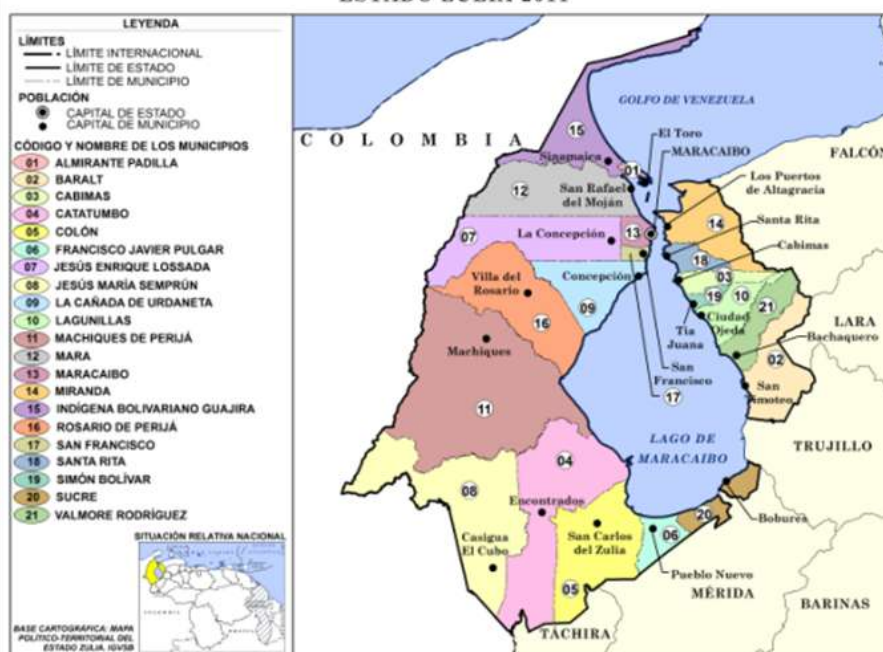 ESTADO ZULIA 2011
LEYENDA
LÍMITES
LÍMITE INTERNACIONAL
LÍMITE DE ESTADO
LÍMITE DE MUNICIPIO
POBLACIÓN
CAPITAL DE ESTADO
CAPITAL DE MUNICIPIO
CÓDIGO Y NOMBRE DE LOS MUNICIPIOS
01 ALMIRANTE PADILLA
02 BARALT
03 CABIMAS
04 CATATUMBO
05 COLÓN
06 FRANCISCO JAVIER PULGAR
07 JESÚS ENRIQUE LOSSADA
08 JESÚS MARÍA SEMPRÚN
09 LA CAÑADA DE URDANETA
10 LAGUNILLAS
11 MACHIQUES DE PERIJÁ
12 MARA
13 MARACAIBO
14 MIRANDA
15 INDÍGENA BOLIVARIANO GUAJIRA
16 ROSARIO DE PERIJÁ
17 SAN FRANCISCO
18 SANTA RITA
19 SIMÓN BOLÍVAR
20 SUCRE
21 VALMORE RODRÍGUEZ
SITUACIÓN RELATIVA NACIONAL
BASE CARTOGRÁFICA: MAPA
POLÍTICO-TERRITORIAL DEL
ESTADO ZULIA. IGVSB
GOLFO DE VENEZUELA
COLOMBIA
15
El Toro
Sinamaica
MARACAIBO
01
FALCÓN
12
San Rafael
del Moján
Los Puertos
de Altagracia
07
La Concepción
13
14
Santa Rita
Cabimas
18
03
Villa del
Rosario
Concepción
19
10
21
09
Ciudad
Ojeda
16
Tia
Juana
LARA
Bachaquero
Machiques
02
San
Francisco
17
San
Timoteo
11
LAGO DE
MARACAIBO
TRUJILLO
04
08
Encontrados
20
Bobures
Casigua
El Cubo
San Carlos
del Zulia
06
Pueblo Nuevo
05
MÉRIDA
BARINAS
TÁCHIRA